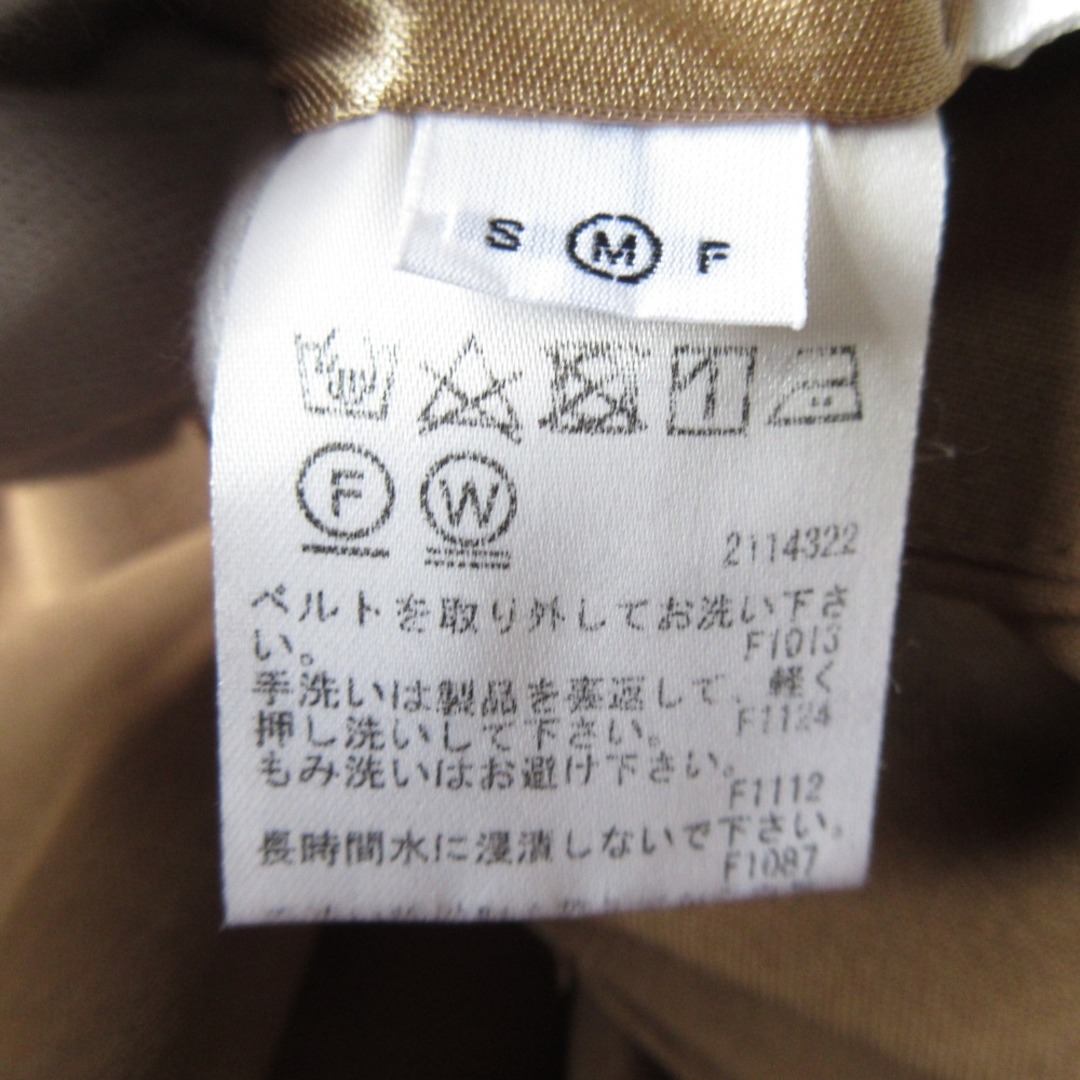 S M F
F W
2114322
ベルトを取り外してお洗い下さ
い。
F1013
手洗いは製品を裏返して、軽く
押し洗いして下さい。
F1124
もみ洗いはお避け下さい。
F1112
長時間水に浸漬しないで下さい。
F1087